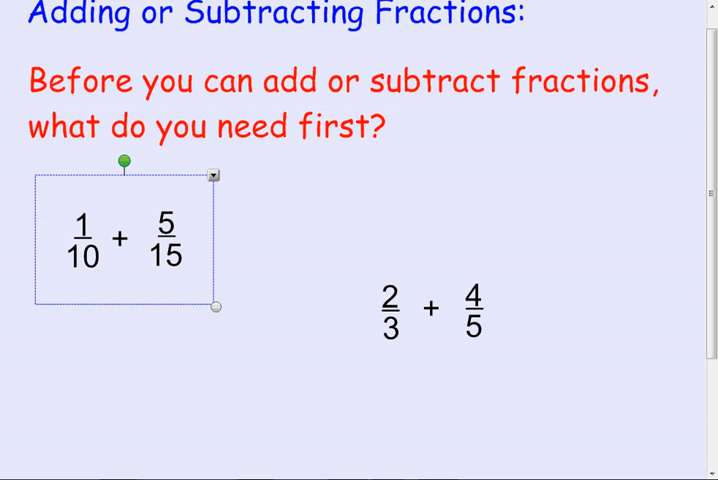 Adding or Subtracting Fractions:
Before you can add or subtract fractions,
what do you need first?
1/10 + 5/15
2/3 + 4/5